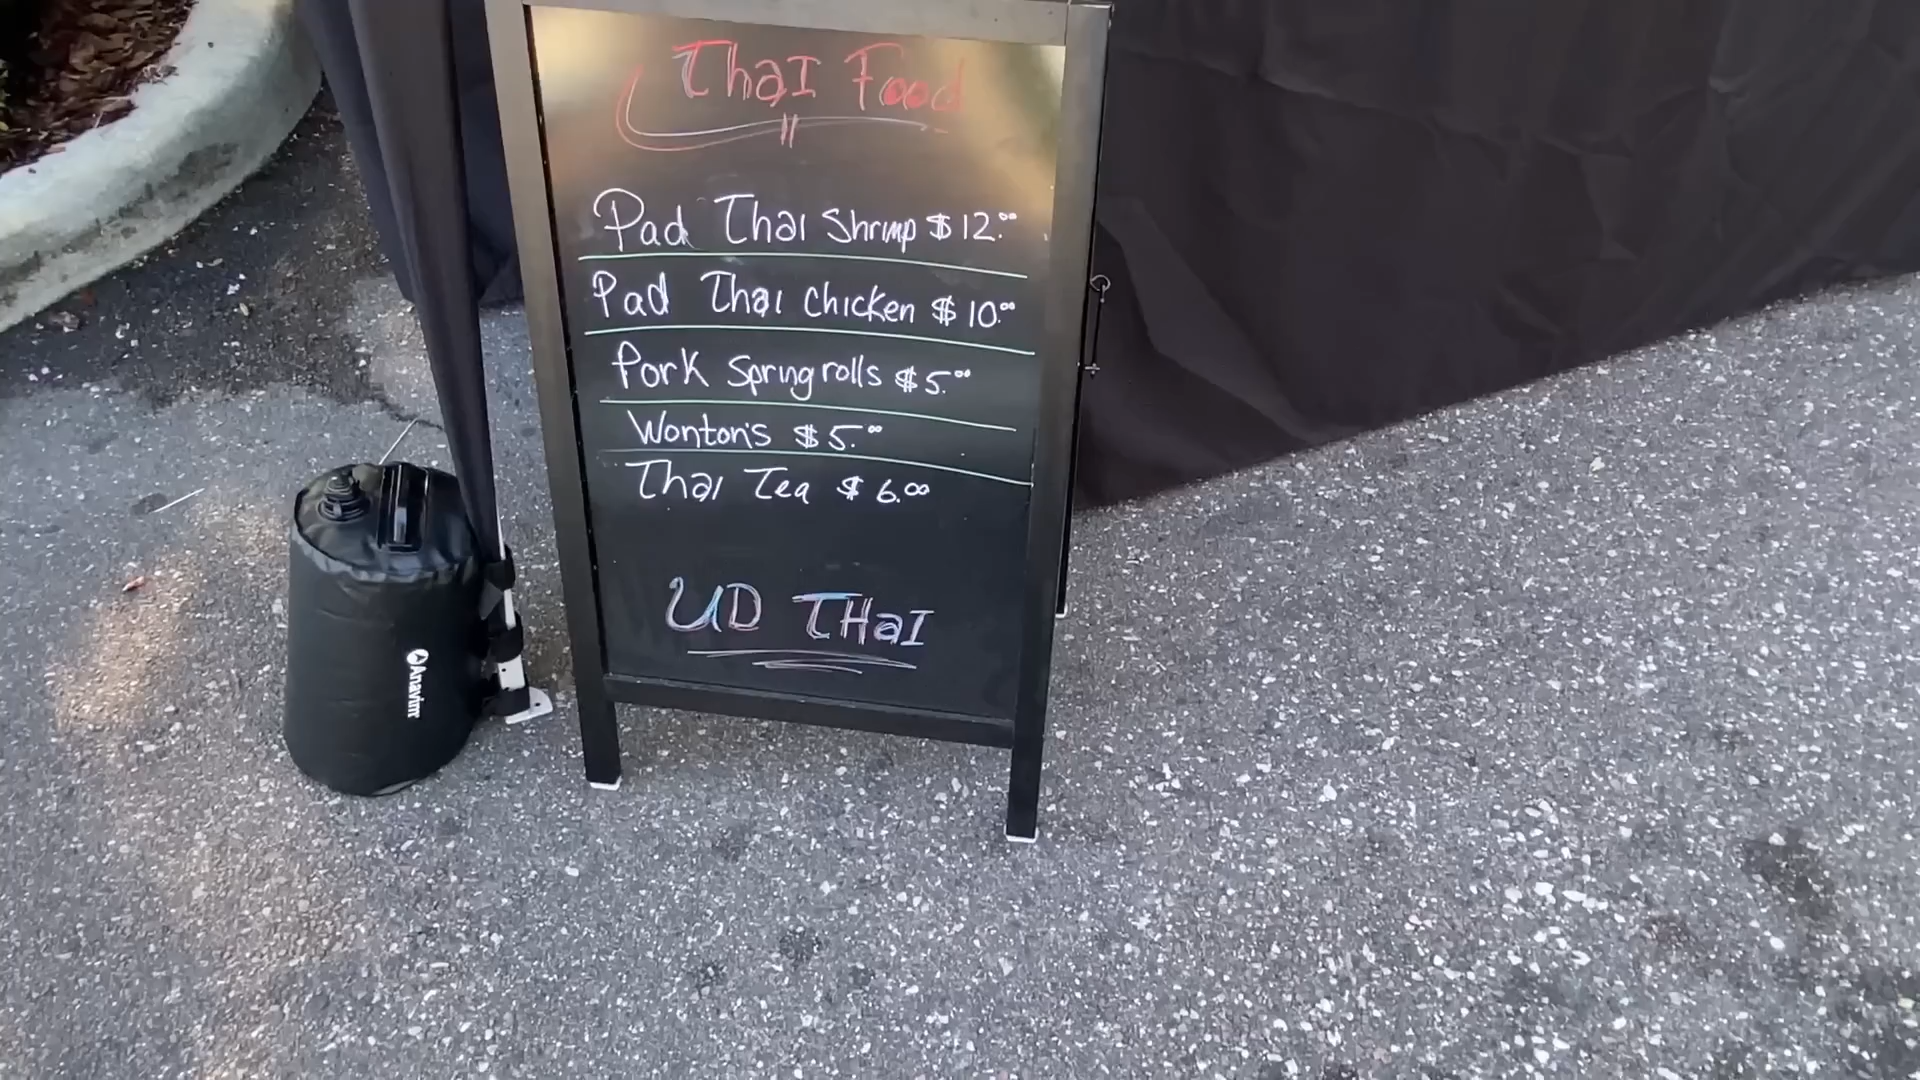 Thai Food
Pad Thai Shrimp $12.00
Pad Thai Chicken $10.00
Pork Spring rolls $5.00
Wonton's $5.00
Thai Tea $6.00
UD THaI
Anavim